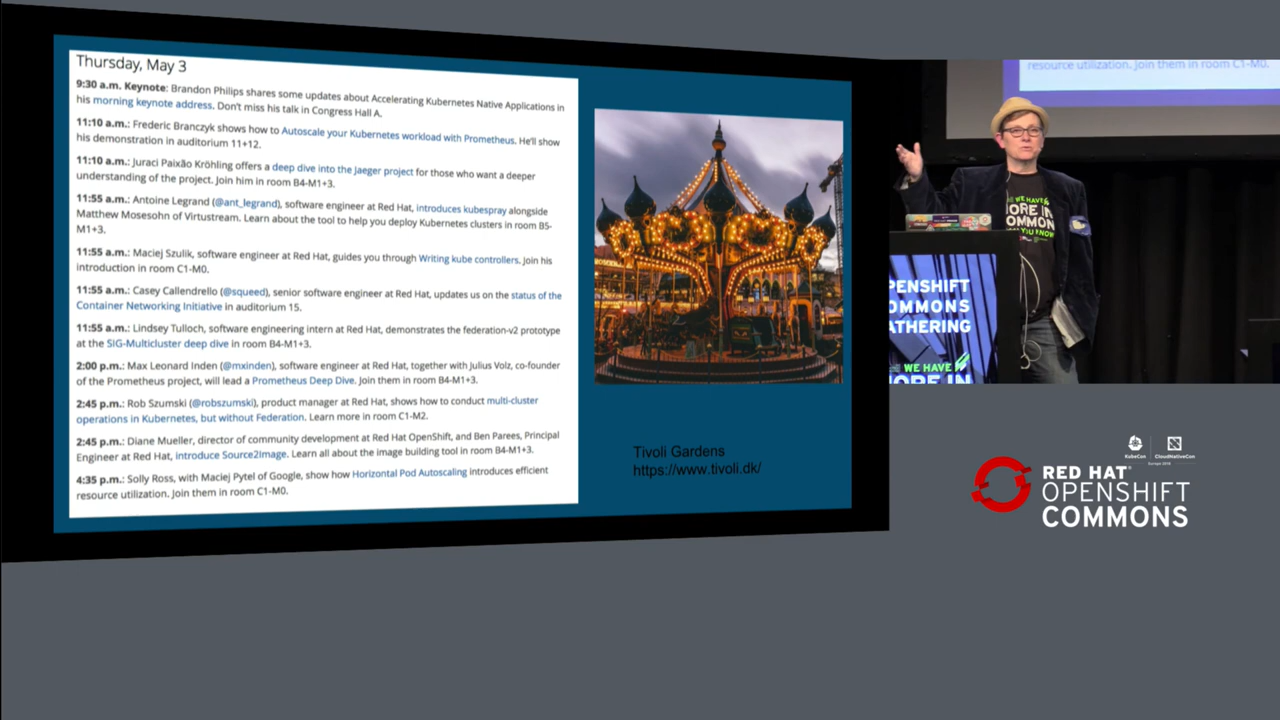 Thursday, May 3
9:30 a.m. Keynote: Brandon Philips shares some updates about Accelerating Kubernetes Native Applications in
his morning keynote address. Don't miss his talk in Congress Hall A.
11:10 a.m.: Frederic Branczyk shows how to Autoscale your Kubernetes workload with Prometheus. He'll show
his demonstration in auditorium 11+12.
11:10 a.m.: Juraci Paixão Kröhling offers a deep dive into the Jaeger project for those who want a deeper
understanding of the project. Join him in room B4-M1+3.
11:55 a.m.: Antoine Legrand (@ant_legrand), software engineer at Red Hat, introduces kubespray alongside
Matthew Mosesohn of Virtustream. Learn about the tool to help you deploy Kubernetes clusters in room B5-
M1+3.
11:55 a.m.: Maciej Szulik, software engineer at Red Hat, guides you through Writing kube controllers. Join his
introduction in room C1-M0.
11:55 a.m.: Casey Callendrello (@squeed), senior software engineer at Red Hat, updates us on the status of the
Container Networking Initiative in auditorium 15.
11:55 a.m.: Lindsey Tulloch, software engineering intern at Red Hat, demonstrates the federation-v2 prototype
at the SIG-Multicluster deep dive in room B4-M1+3.
2:00 p.m.: Max Leonard Inden (@mxinden), software engineer at Red Hat, together with Julius Volz, co-founder
of the Prometheus project, will lead a Prometheus Deep Dive. Join them in room B4-M1+3.
2:45 p.m.: Rob Szumski (@robszumski), product manager at Red Hat, shows how to conduct multi-cluster
operations in Kubernetes, but without Federation. Learn more in room C1-M2.
2:45 p.m.: Diane Mueller, director of community development at Red Hat OpenShift, and Ben Parees, Principal
Engineer at Red Hat, introduce Source2Image. Learn all about the image building tool in room B4-M1+3.
4:35 p.m.: Solly Ross, with Maciej Pytel of Google, show how Horizontal Pod Autoscaling introduces efficient
resource utilization. Join them in room C1-M0.
Tivoli Gardens
https://www.tivoli.dk/
resource utilization. Join them in room C1-M0.
WE HAVE
MORE IN
COMMON
YOU KNOW
PENSHIFT
OMMONS
ATHERING
WE HAVE
MORE IN
KubeCon CloudNativeCon
Europe 2018
RED HAT®
OPENSHIFT
COMMONS